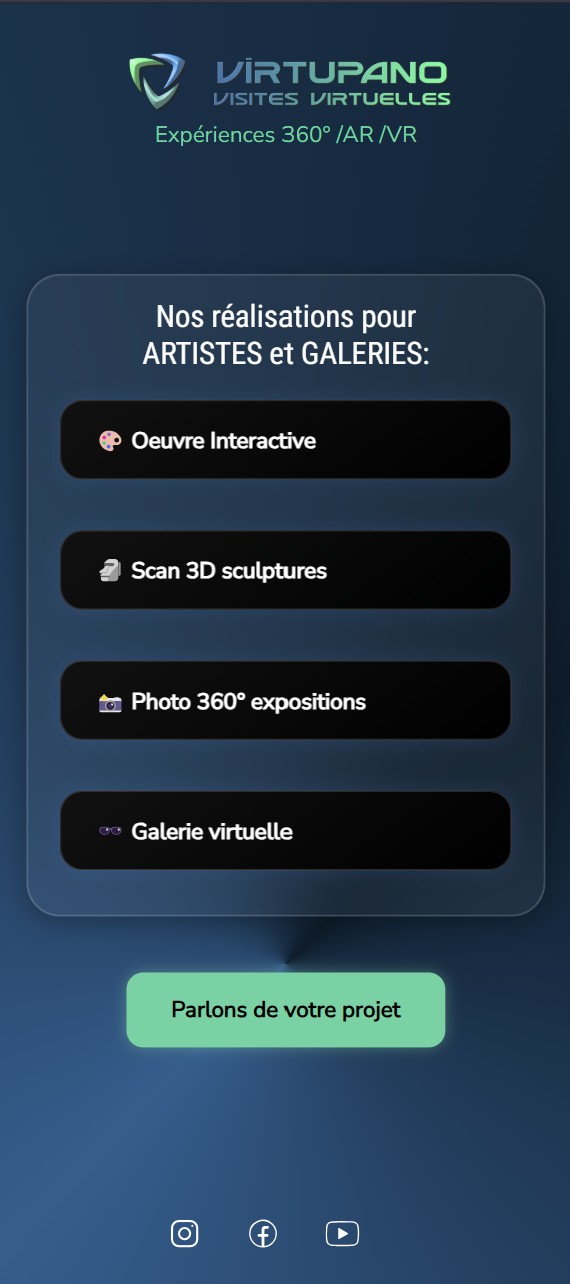 VIRTUPANO
VISITES VIRTUELLES
Expériences 360° /AR /VR
Nos réalisations pour
ARTISTES et GALERIES:
Oeuvre Interactive
Scan 3D sculptures
Photo 360° expositions
Galerie virtuelle
Parlons de votre projet